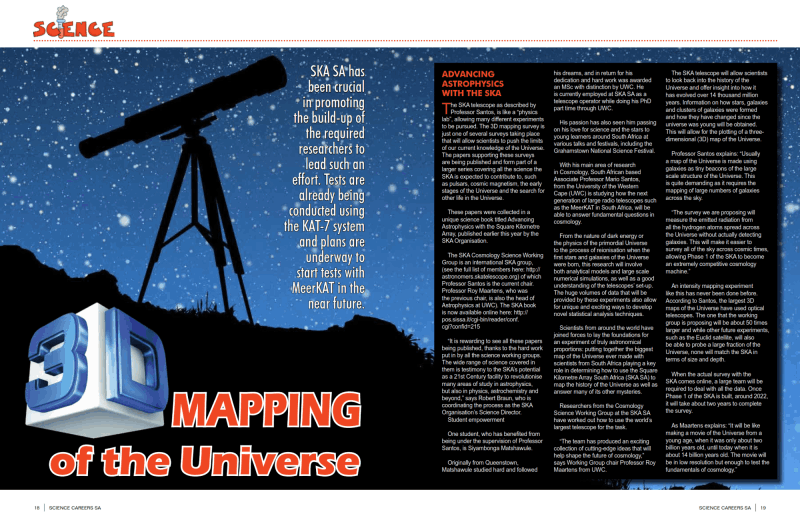 SCIENCE
SKA SA has
been crucial
in promoting
the build-up of
the required
researchers to
lead such an
effort. Tests are
already being
conducted using
the KAT-7 system
and plans are
underway to
start tests with
MeerKAT in the
near future.
3D
MAPPING
of the Universe
ADVANCING
ASTROPHYSICS
WITH THE SKA
The SKA telescope as described by
Professor Santos, is like a "physics
lab", allowing many different experiments
to be pursued. The 3D mapping survey is
just one of several surveys taking place
that will allow scientists to push the limits
of our current knowledge of the Universe.
The papers supporting these surveys
are being published and form part of a
larger series covering all the science the
SKA is expected to contribute to, such
as pulsars, cosmic magnetism, the early
stages of the Universe and the search for
other life in the Universe.
These papers were collected in a
unique science book titled Advancing
Astrophysics with the Square Kilometre
Array, published earlier this year by the
SKA Organisation.
The SKA Cosmology Science Working
Group is an international SKA group,
(see the full list of members here: http://
astronomers.skatelescope.org) of which
Professor Santos is the current chair.
Professor Roy Maartens, who was
the previous chair, is also the head of
Astrophysics at UWC). The SKA book
is now available online here: http://
pos.sissa.it/cgi-bin/reader/conf.
cgi?confid=215
"It is rewarding to see all these papers
being published, thanks to the hard work
put in by all the science working groups.
The wide range of science covered in
them is testimony to the SKA's potential
as a 21st Century facility to revolutionise
many areas of study in astrophysics,
but also in physics, astrochemistry and
beyond," says Robert Braun, who is
coordinating the process as the SKA
Organisation's Science Director.
Student empowerment
One student, who has benefited from
being under the supervision of Professor
Santos, is Siyambonga Matshawule.
Originally from Queenstown,
Matshawule studied hard and followed
his dreams, and in return for his
dedication and hard work was awarded
an MSc with distinction by UWC. He
is currently employed at SKA SA as a
telescope operator while doing his PhD
part time through UWC.
His passion has also seen him passing
on his love for science and the stars to
young learners around South Africa at
various talks and festivals, including the
Grahamstown National Science Festival.
With his main area of research
in Cosmology, South African based
Associate Professor Mario Santos,
from the University of the Western
Cape (UWC) is studying how the next
generation of large radio telescopes such
as the MeerKAT in South Africa, will be
able to answer fundamental questions in
cosmology.
From the nature of dark energy or
the physics of the primordial Universe
to the process of reionisation when the
first stars and galaxies of the Universe
were born, this research will involve
both analytical models and large scale
numerical simulations, as well as a good
understanding of the telescopes' set-up.
The huge volumes of data that will be
provided by these experiments also allow
for unique and exciting ways to develop
novel statistical analysis techniques.
Scientists from around the world have
joined forces to lay the foundations for
an experiment of truly astronomical
proportions: putting together the biggest
map of the Universe ever made with
scientists from South Africa playing a key
role in determining how to use the Square
Kilometre Array South Africa (SKA SA) to
map the history of the Universe as well as
answer many of its other mysteries.
Researchers from the Cosmology
Science Working Group at the SKA SA
have worked out how to use the world's
largest telescope for the task.
"The team has produced an exciting
collection of cutting-edge ideas that will
help shape the future of cosmology,"
says Working Group chair Professor Roy
Maartens from UWC.
The SKA telescope will allow scientists
to look back into the history of the
Universe and offer insight into how it
has evolved over 14 thousand million
years. Information on how stars, galaxies
and clusters of galaxies were formed
and how they have changed since the
universe was young will be obtained.
This will allow for the plotting of a three-
dimensional (3D) map of the Universe.
Professor Santos explains: "Usually
a map of the Universe is made using
galaxies as tiny beacons of the large
scale structure of the Universe. This
is quite demanding as it requires the
mapping of large numbers of galaxies
across the sky.
"The survey we are proposing will
measure the emitted radiation from
all the hydrogen atoms spread across
the Universe without actually detecting
galaxies. This will make it easier to
survey all of the sky across cosmic times,
allowing Phase 1 of the SKA to become
an extremely competitive cosmology
machine."
An intensity mapping experiment
like this has never been done before.
According to Santos, the largest 3D
maps of the Universe have used optical
telescopes. The one that the working
group is proposing will be about 50 times
larger and while other future experiments,
such as the Euclid satellite, will also
be able to probe a large fraction of the
Universe, none will match the SKA in
terms of size and depth.
When the actual survey with the
SKA comes online, a large team will be
required to deal with all the data. Once
Phase 1 of the SKA is built, around 2022,
it will take about two years to complete
the survey.
As Maartens explains: "It will be like
making a movie of the Universe from a
young age, when it was only about two
billion years old, until today when it is
about 14 billion years old. The movie will
be in low resolution but enough to test the
fundamentals of cosmology."
18 | SCIENCE CAREERS SA
SCIENCE CAREERS SA | 19